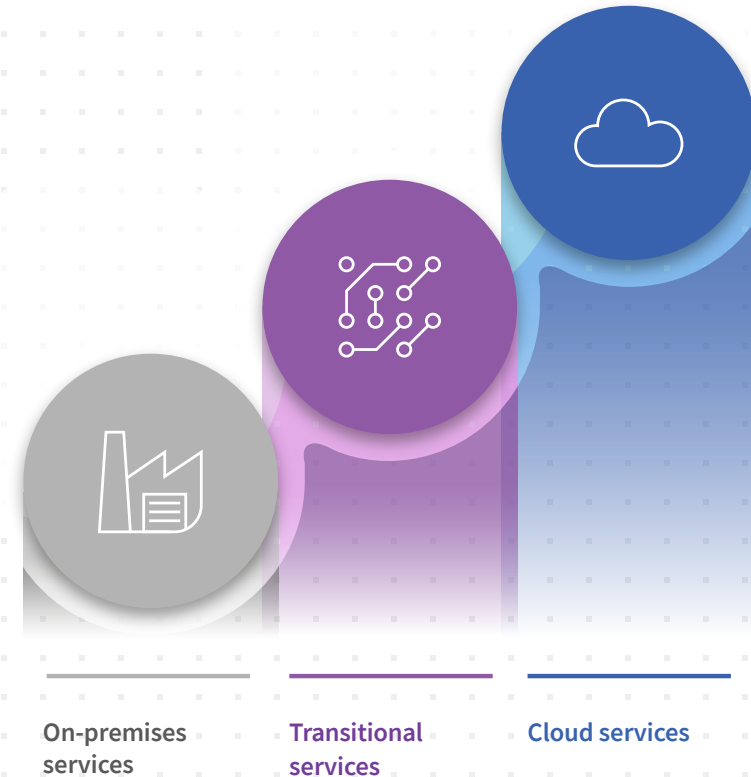 On-premises
services
Transitional
services
Cloud services